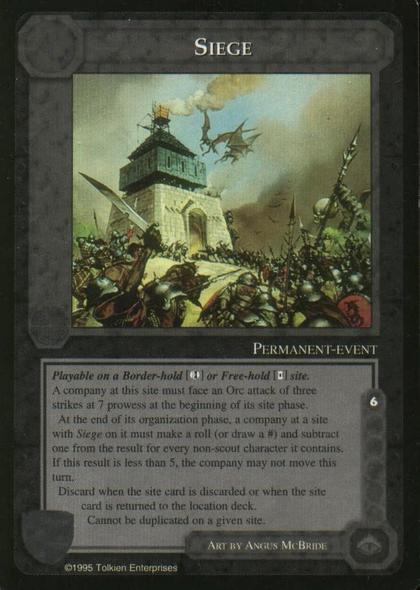 SIEGE
PERMANENT-EVENT
Playable on a Border-hold [] or Free-hold [] site.
A company at this site must face an Orc attack of three
strikes at 7 prowess at the beginning of its site phase.
At the end of its organization phase, a company at a site
with Siege on it must make a roll (or draw a #) and subtract
one from the result for every non-scout character it contains.
If this result is less than 5, the company may not move this
turn.
Discard when the site card is discarded or when the site
card is returned to the location deck.
Cannot be duplicated on a given site.
6
ART BY ANGUS MCBRIDE
©1995 Tolkien Enterprises